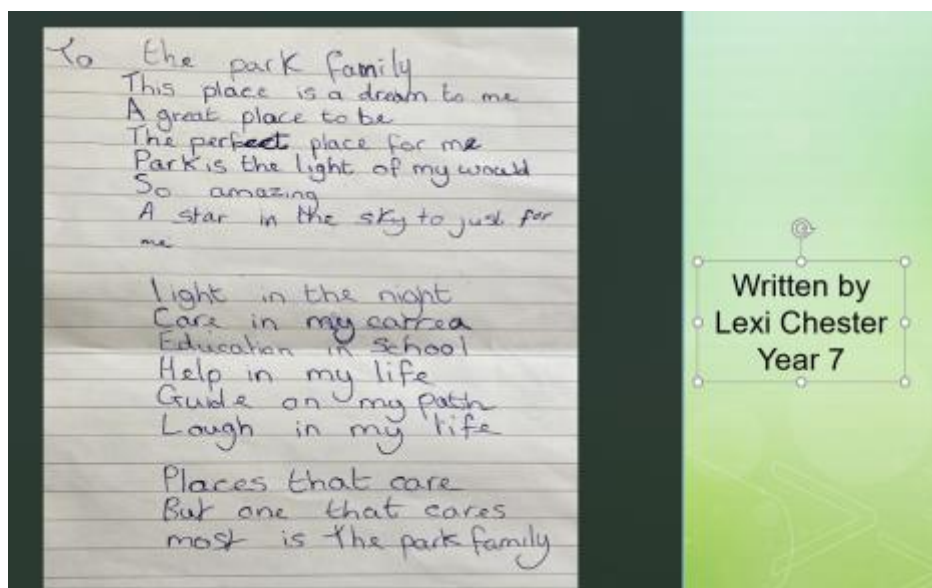 To the park family
This place is a dream to me
A great place to be
The perfect place for me
Park is the light of my would
So amazing
A star in the sky to just for
me
Light in the night
Care in my carrea
Education in school
Help in my life
Guide on my path
Laugh in my life
Places that care
But one that cares
most is the park family
Written by
Lexi Chester
Year 7